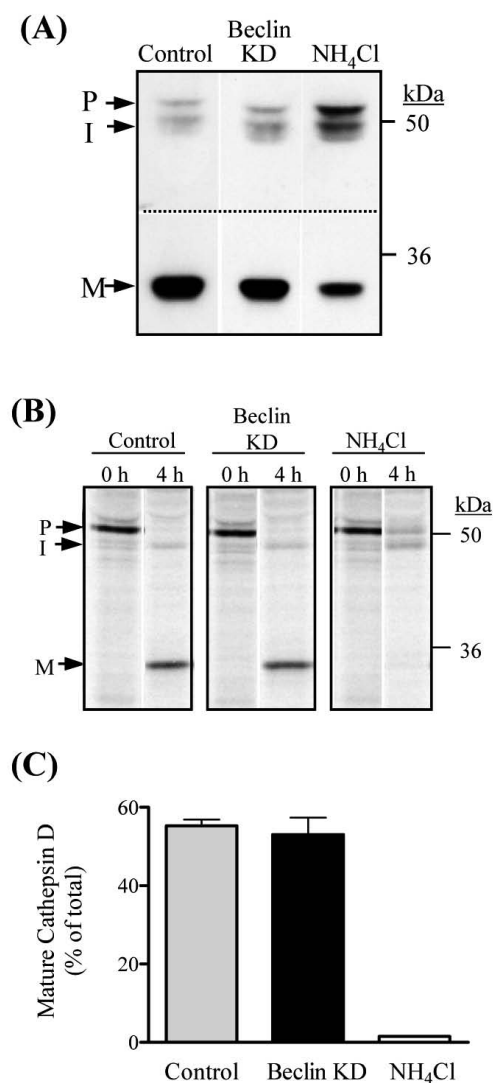 (A)
Control Beclin KD NH₄Cl
P
I
M
kDa
50
36
(B)
Control Beclin KD NH₄Cl
0 h 4 h 0 h 4 h 0 h 4 h
P
I
M
kDa
50
36
(C)
Mature Cathepsin D
(% of total)
60
40
20
0
Control Beclin KD NH₄Cl